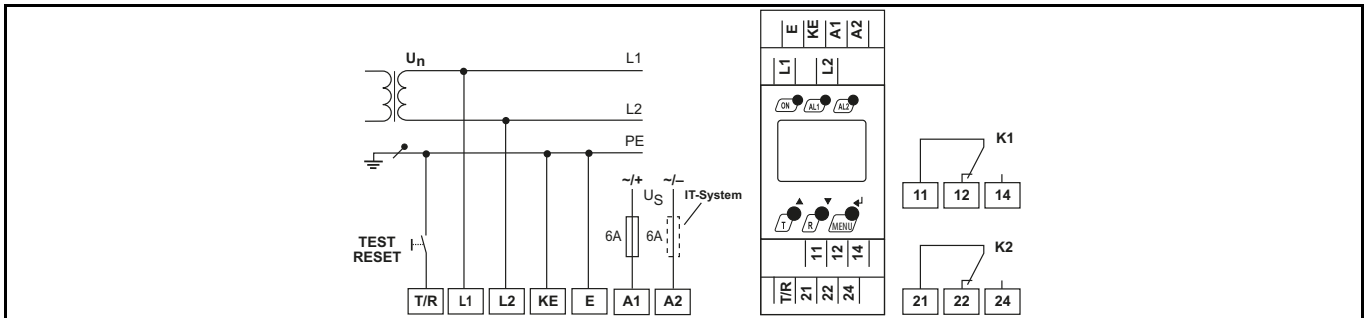 Un
L1
L2
PE
~/+
~/–
US
IT-System
6A
6A
TEST
RESET
T/R L1 L2 KE E A1 A2
E KE A1 A2
L1 L2
ON AL1 AL2
T R MENU
11 12 14
T/R 21 22 24
K1
11 12 14
K2
21 22 24